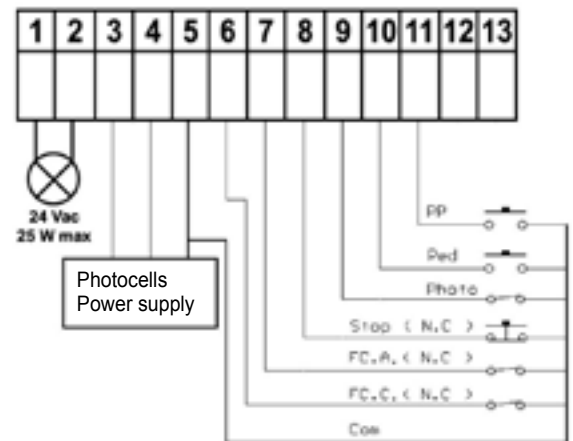 1 2 3 4 5 6 7 8 9 10 11 12 13
24 Vac
25 W max
Photocells
Power supply
PP
Ped
Photo
Stop ( N.C )
FC.A.( N.C )
FC.C.( N.C )
Com